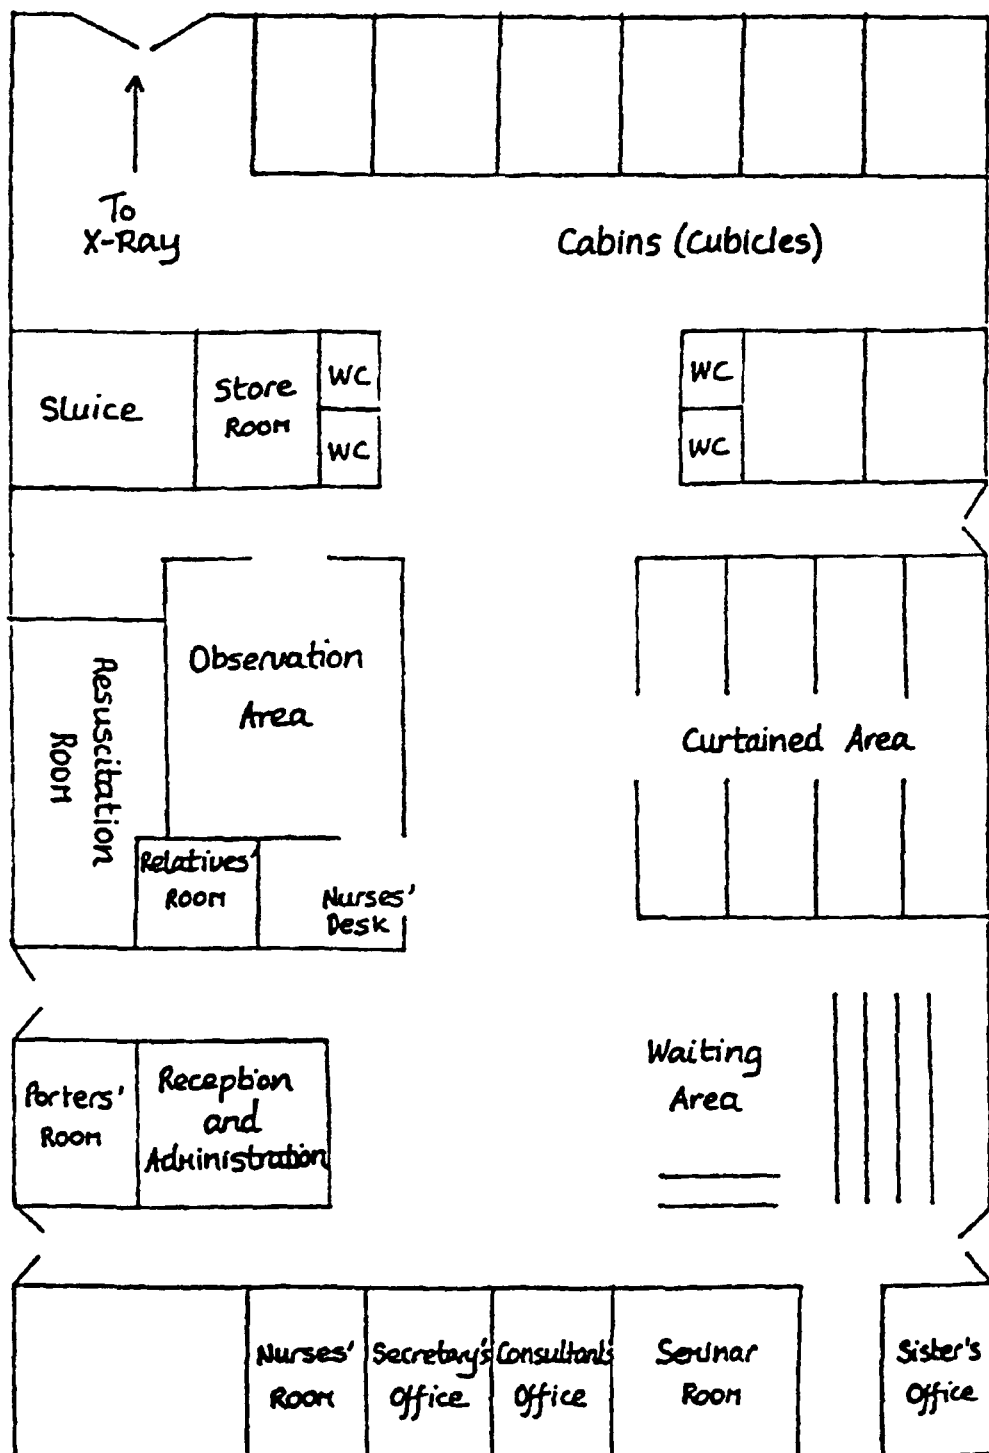 To
X-Ray
Cabins (Cubicles)
Sluice
Store
Room
WC
WC
WC
WC
Observation
Area
Resuscitation
Room
Curtained Area
Relatives'
Room
Nurses'
Desk
Waiting
Area
Porters'
Room
Reception
and
Administration
Nurses'
Room
Secretary's
Office
Consultant's
Office
Seminar
Room
Sister's
Office